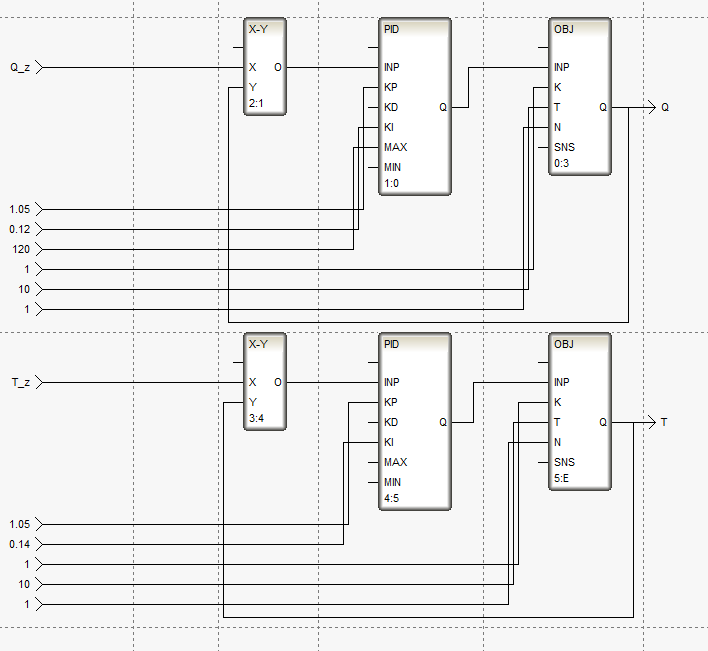 X-Y PID OBJ
Q_z X O INP INP
Y KP K
2:1 KD Q T Q Q
KI N
MAX SNS
MIN 0:3
1:0
1.05
0.12
120
1
10
1
X-Y PID OBJ
T_z X O INP INP
Y KP K
3:4 KD Q T Q T
KI N
MAX SNS
MIN 5:E
4:5
1.05
0.14
1
10
1